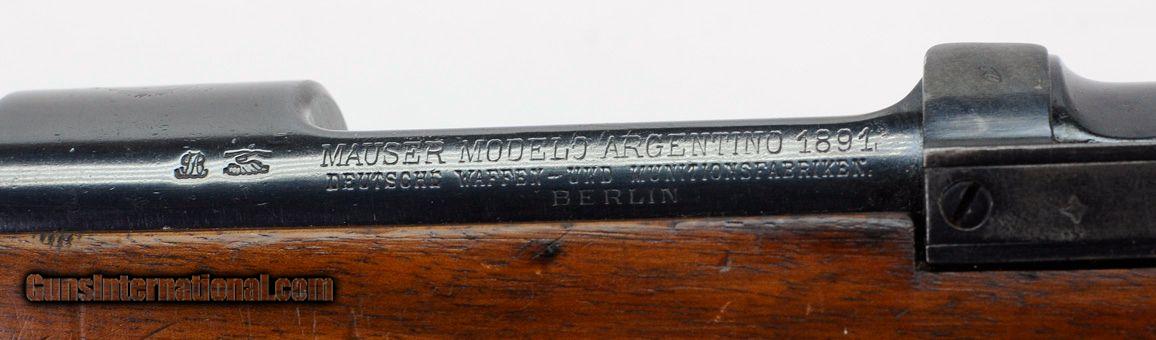 MAUSER MODELO ARGENTINO 1891.
DEUTSCHE WAFFEN-UND MUNITIONSFABRIKEN.
BERLIN
GunsInternational.com